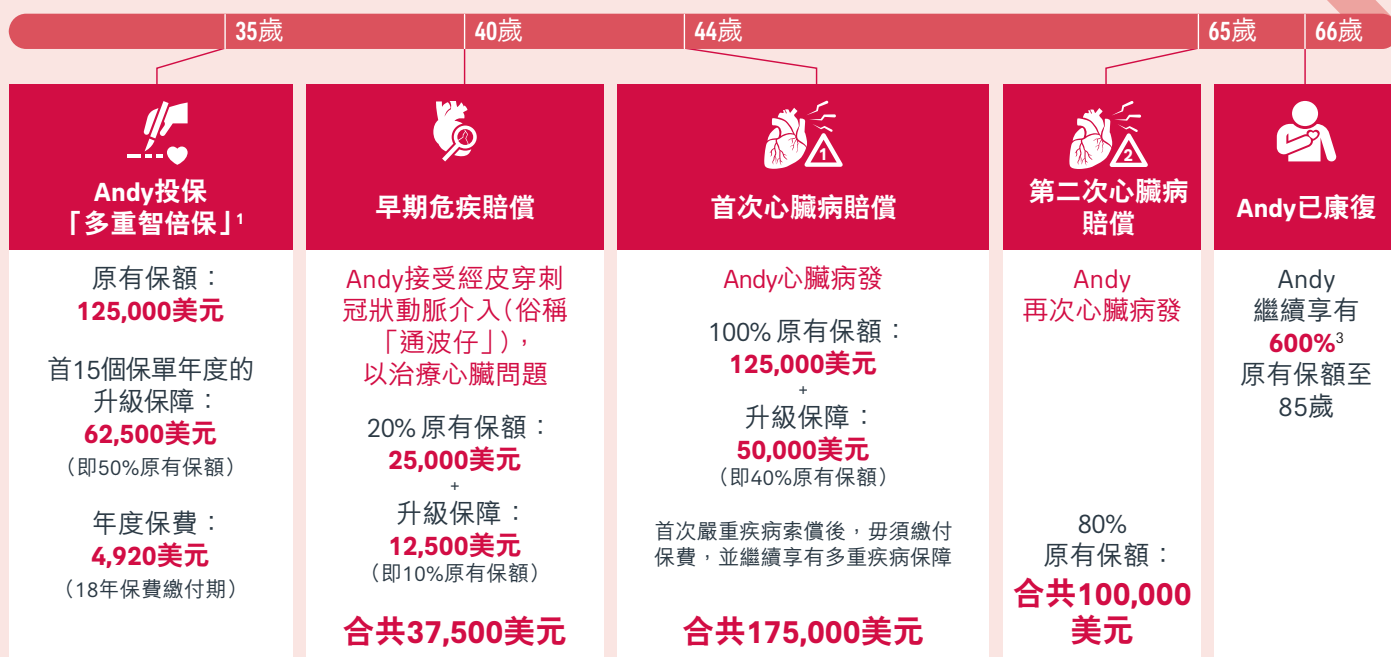 35歲
40歲
44歲
65歲
66歲
Andy投保
「多重智倍保」1
原有保額：
125,000美元
首15個保單年度的
升級保障：
62,500美元
（即50%原有保額）
年度保費：
4,920美元
（18年保費繳付期）
早期危疾賠償
Andy接受經皮穿刺
冠狀動脈介入（俗稱
「通波仔」），
以治療心臟問題
20% 原有保額：
25,000美元
+
升級保障：
12,500美元
（即10%原有保額）
合共37,500美元
1
首次心臟病賠償
Andy心臟病發
100% 原有保額：
125,000美元
+
升級保障：
50,000美元
（即40%原有保額）
首次嚴重疾病索償後，毋須繳付
保費，並繼續享有多重疾病保障
合共175,000美元
2
第二次心臟病
賠償
Andy
再次心臟病發
80%
原有保額：
合共100,000
美元
Andy已康復
Andy
繼續享有
600%3
原有保額至
85歲